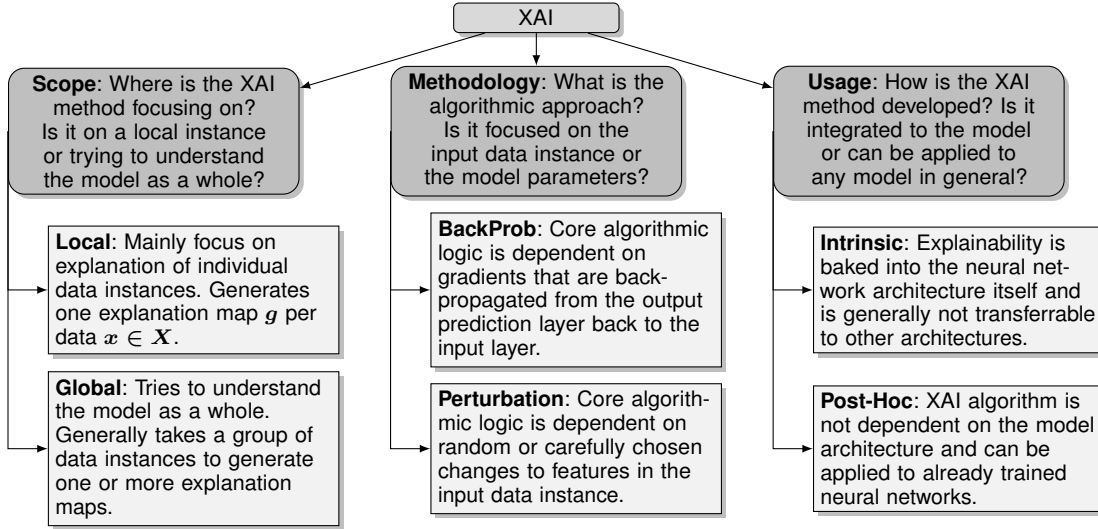 XAI
Scope: Where is the XAI
method focusing on?
Is it on a local instance
or trying to understand
the model as a whole?
Local: Mainly focus on
explanation of individual
data instances. Generates
one explanation map g per
data x ∈ X.
Global: Tries to understand
the model as a whole.
Generally takes a group of
data instances to generate
one or more explanation
maps.
Methodology: What is the
algorithmic approach?
Is it focused on the
input data instance or
the model parameters?
BackProb: Core algorithmic
logic is dependent on
gradients that are back-
propagated from the output
prediction layer back to the
input layer.
Perturbation: Core algorith-
mic logic is dependent on
random or carefully chosen
changes to features in the
input data instance.
Usage: How is the XAI
method developed? Is it
integrated to the model
or can be applied to
any model in general?
Intrinsic: Explainability is
baked into the neural net-
work architecture itself and
is generally not transferrable
to other architectures.
Post-Hoc: XAI algorithm is
not dependent on the model
architecture and can be
applied to already trained
neural networks.